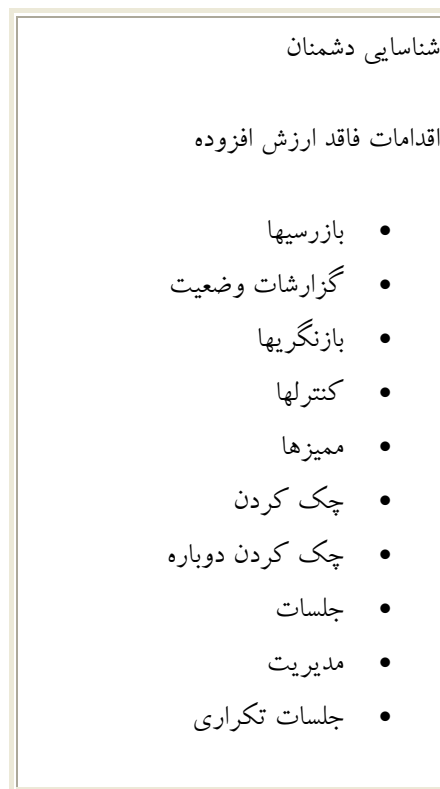 شناسایی دشمنان
اقدامات فاقد ارزش افزوده
• بازرسیها
• گزارشات وضعیت
• بازنگریها
• کنترلها
• ممیزها
• چک کردن
• چک کردن دوباره
• جلسات
• مدیریت
• جلسات تکراری